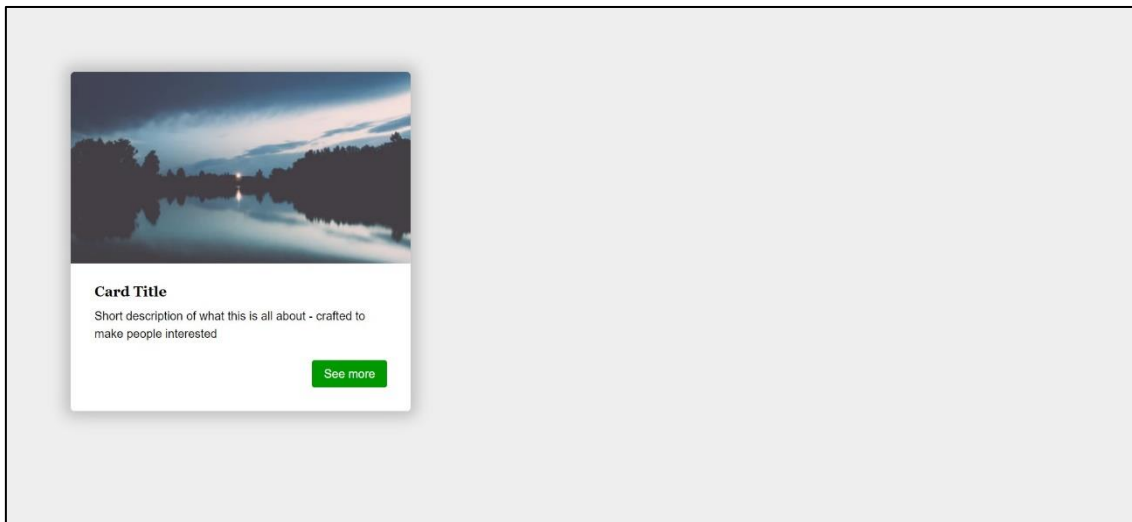 Card Title
Short description of what this is all about - crafted to
make people interested
See more